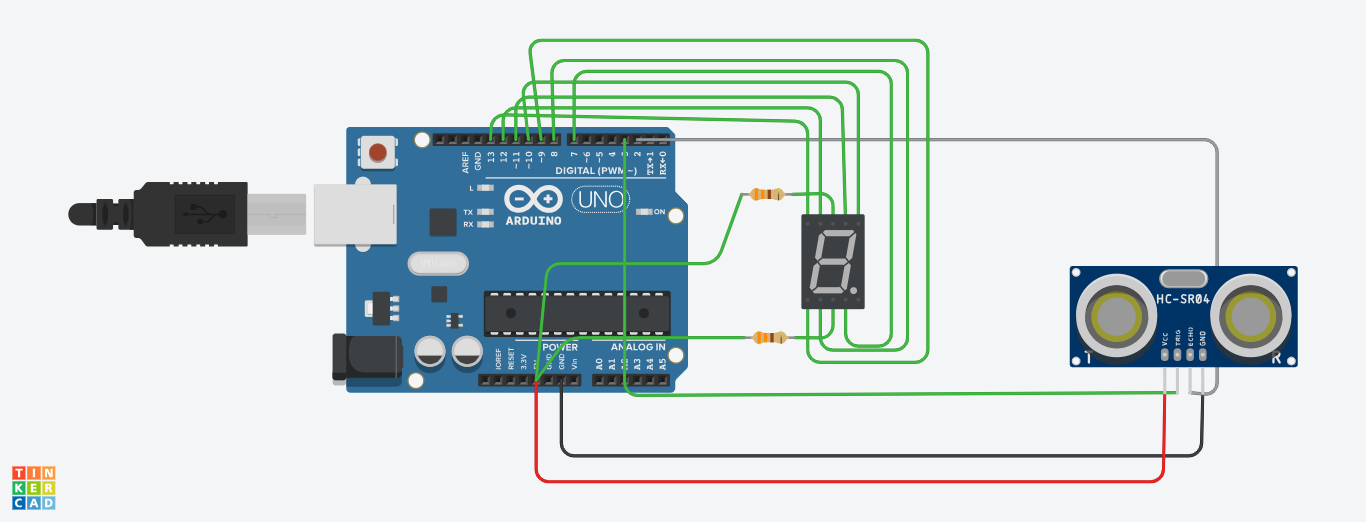 AREF
GND
13
12
~11
~10
~9
8
7
~6
~5
4
2
TX→1
RX←0
DIGITAL (PWM~)
L
TX
RX
ARDUINO
UNO
ON
HC-SR04
VCC
TRIG
ECHO
GND
T
R
POWER
ANALOG IN
IOREF
RESET
3.3V
5V
GND
GND
Vin
A0
A1
A2
A3
A4
A5
TIN
KER
CAD